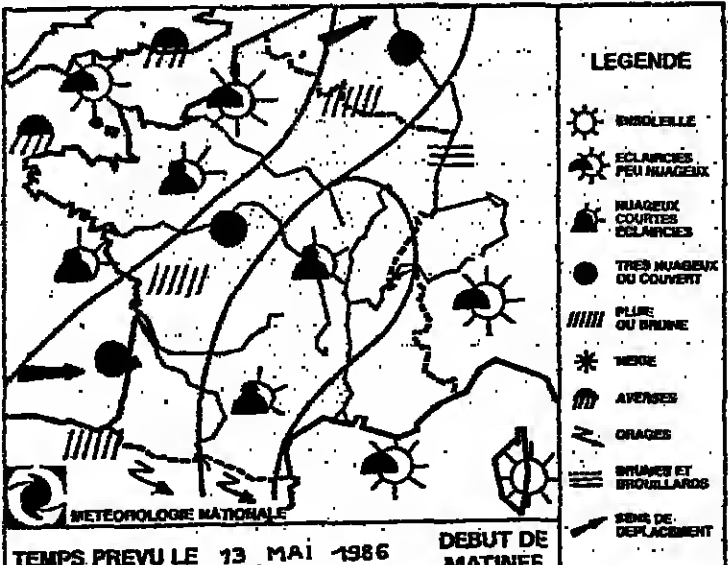 LEGENDE
ENSOLEILLE
ECLAIRCIES
PEU NUAGEUX
NUAGEUX
COURTES
ECLAIRCIES
TRES NUAGEUX
OU COUVERT
PLUIE
OU BRUINE
NEIGE
AVERSES
ORAGES
BRUMES ET
BROUILLARDS
SENS DE
DEPLACEMENT
METEOROLOGIE NATIONALE
TEMPS PREVU LE 13 MAI 1986
DEBUT DE
MATINEE